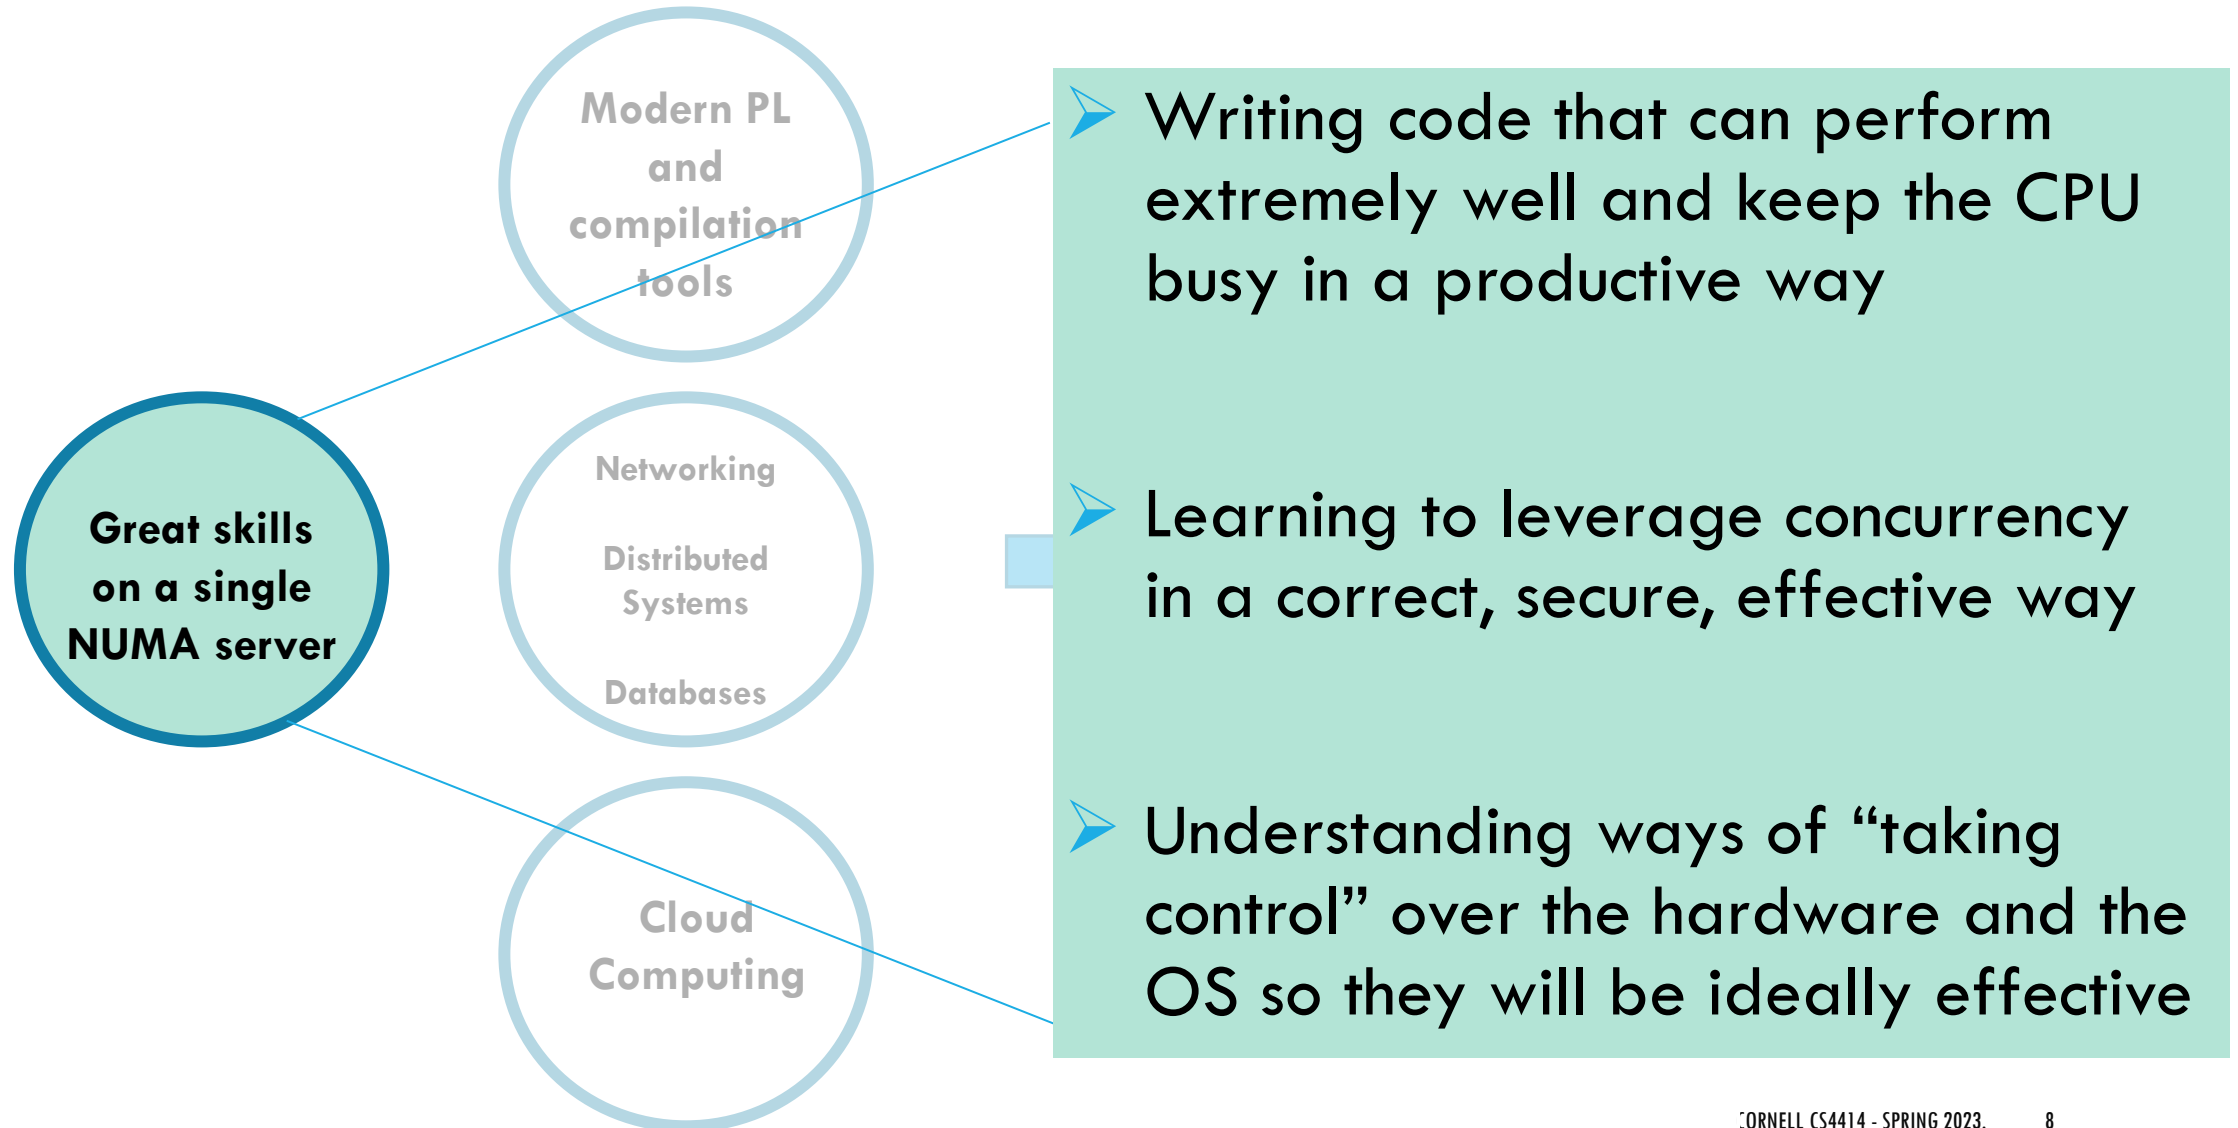 Modern PL
and
compilation
tools
Great skills
on a single
NUMA server
Networking
Distributed
Systems
Databases
Cloud
Computing
Writing code that can perform
extremely well and keep the CPU
busy in a productive way
Learning to leverage concurrency
in a correct, secure, effective way
Understanding ways of “taking
control” over the hardware and the
OS so they will be ideally effective
CORNELL CS4414 - SPRING 2023. 8